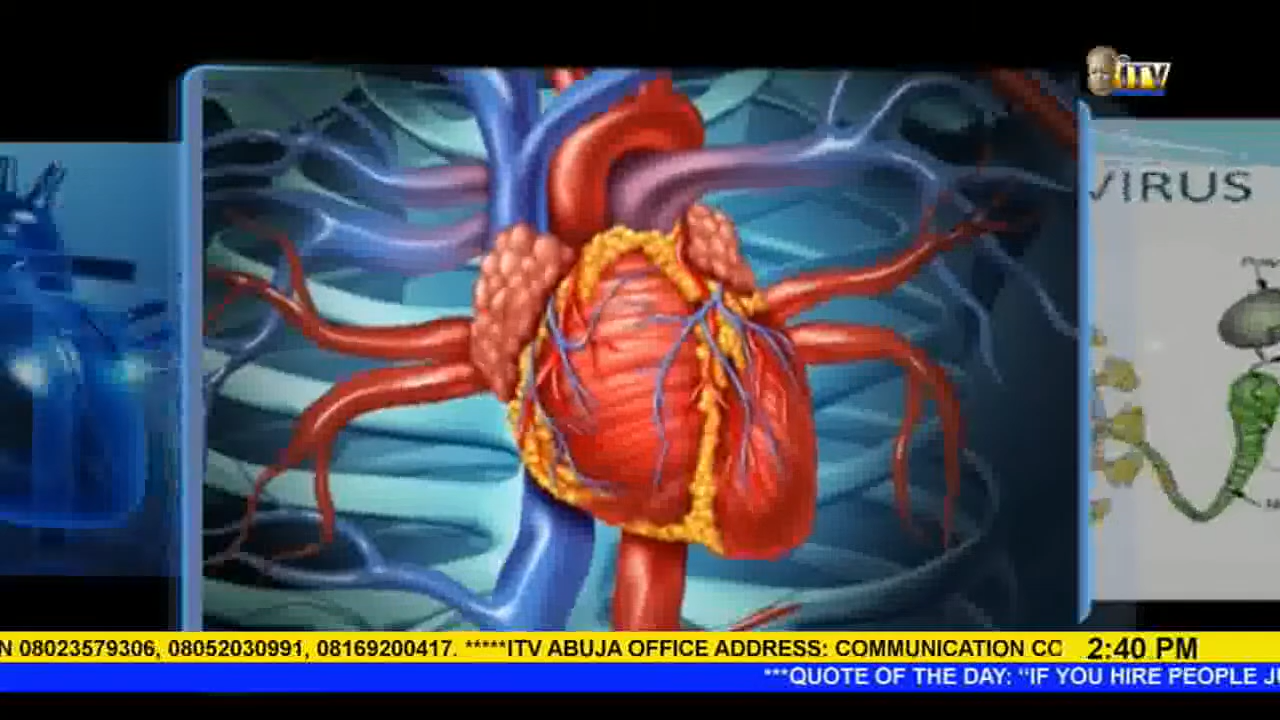 iTV
VIRUS
N 08023579306, 08052030991, 08169200417. *****ITV ABUJA OFFICE ADDRESS: COMMUNICATION CC
2:40 PM
***QUOTE OF THE DAY: "IF YOU HIRE PEOPLE JU